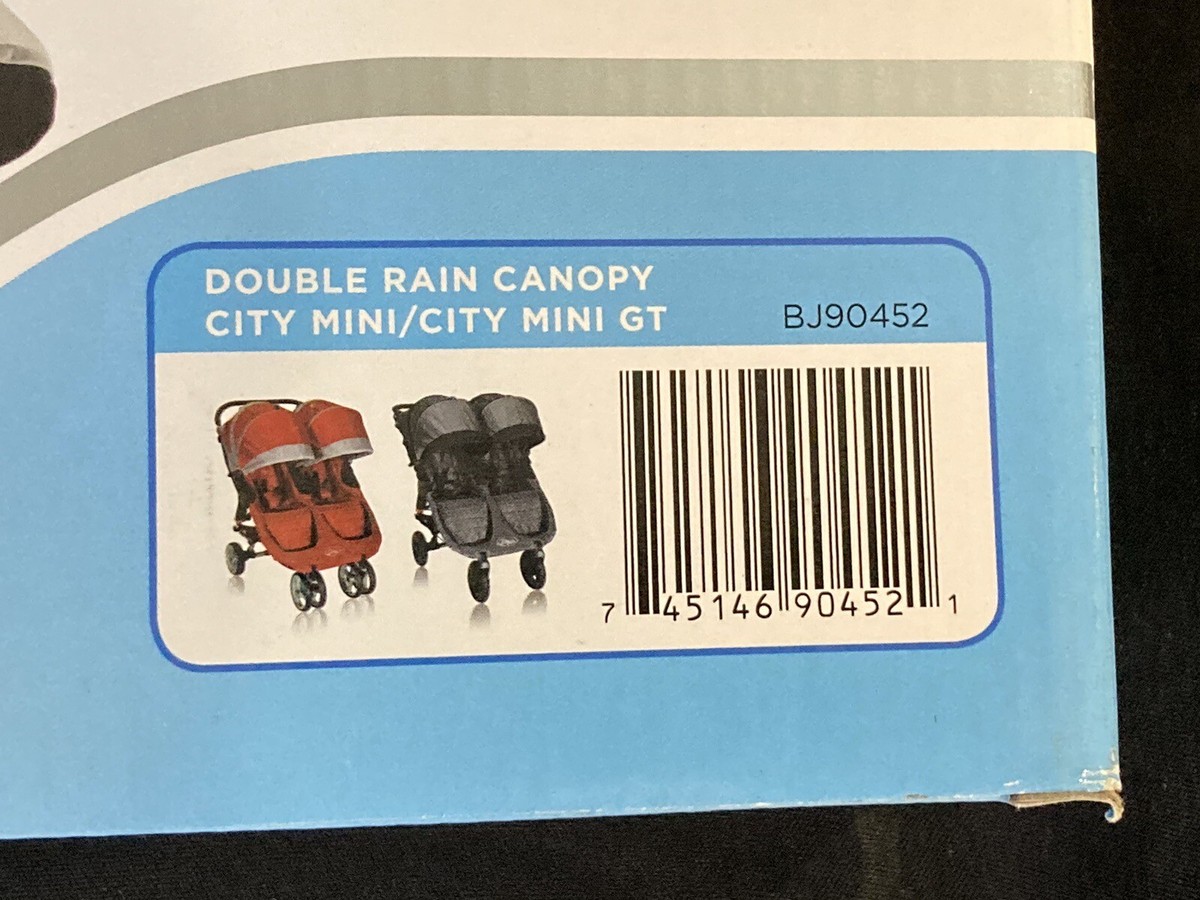 DOUBLE RAIN CANOPY
CITY MINI/CITY MINI GT BJ90452
7 45146 90452 1